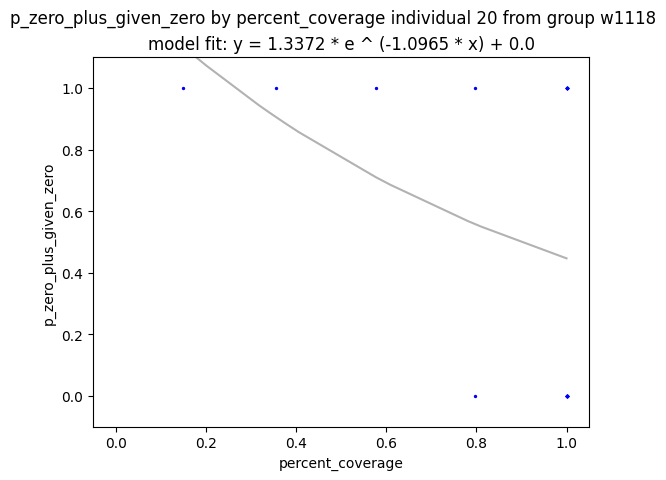 p_zero_plus_given_zero by percent_coverage individual 20 from group w1118
model fit: y = 1.3372 * e ^ (-1.0965 * x) + 0.0
p_zero_plus_given_zero
1.0
0.8
0.6
0.4
0.2
0.0
0.0 0.2 0.4 0.6 0.8 1.0
percent_coverage